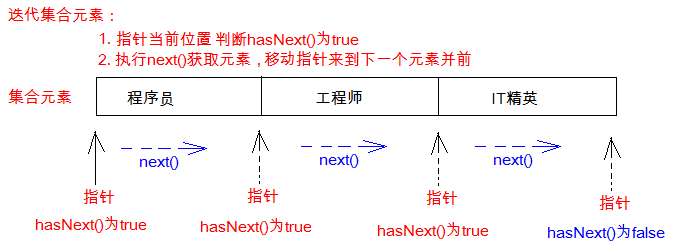 迭代集合元素：
1. 指针当前位置 判断hasNext()为true
2. 执行next()获取元素 , 移动指针来到下一个元素并前
集合元素 程序员 工程师 IT精英
next() next() next()
指针 指针 指针 指针
hasNext()为true hasNext()为true hasNext()为true hasNext()为false